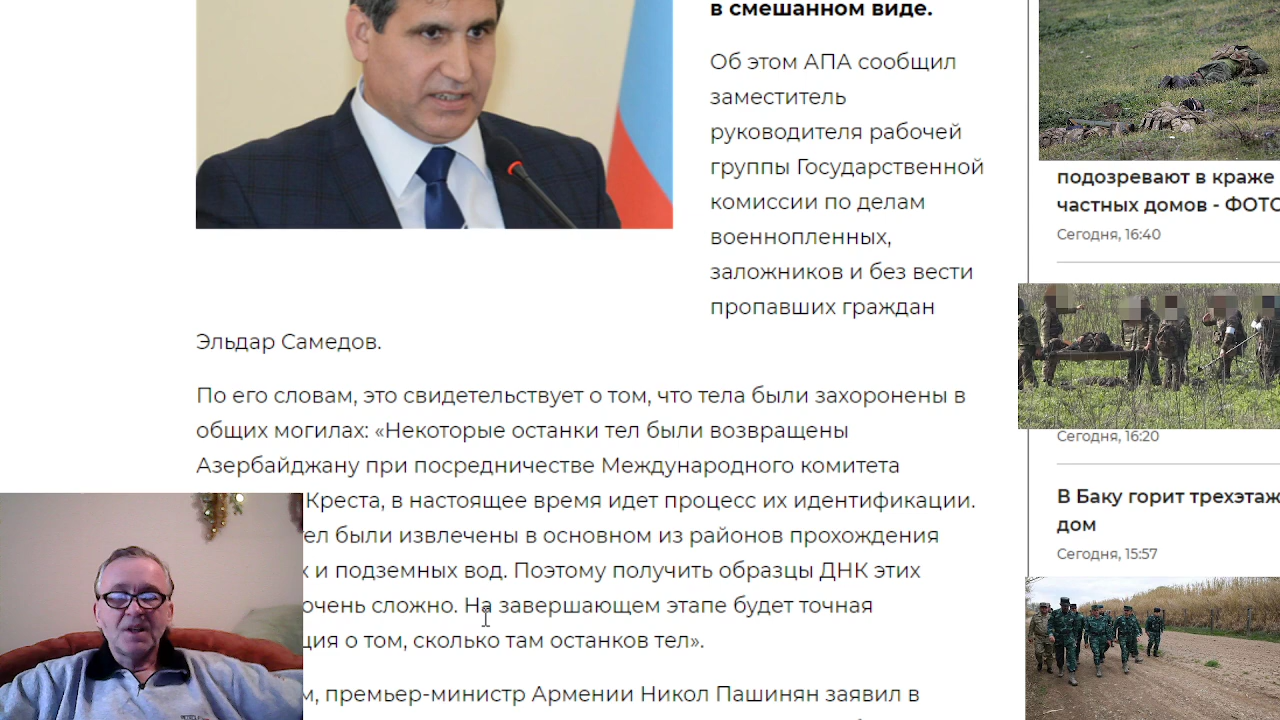 в смешанном виде.
Об этом АПА сообщил
заместитель
руководителя рабочей
группы Государственной
комиссии по делам
военнопленных,
заложников и без вести
пропавших граждан
Эльдар Самедов.
По его словам, это свидетельствует о том, что тела были захоронены в
общих могилах: «Некоторые останки тел были возвращены
Азербайджану при посредничестве Международного комитета
Креста, в настоящее время идет процесс их идентификации.
были извлечены в основном из районов прохождения
и подземных вод. Поэтому получить образцы ДНК этих
очень сложно. На завершающем этапе будет точная
о том, сколько там останков тел».
премьер-министр Армении Никол Пашинян заявил в
подозревают в краже
частных домов - ФОТО
Сегодня, 16:40
Сегодня, 16:20
В Баку горит трехэтаж
дом
Сегодня, 15:57